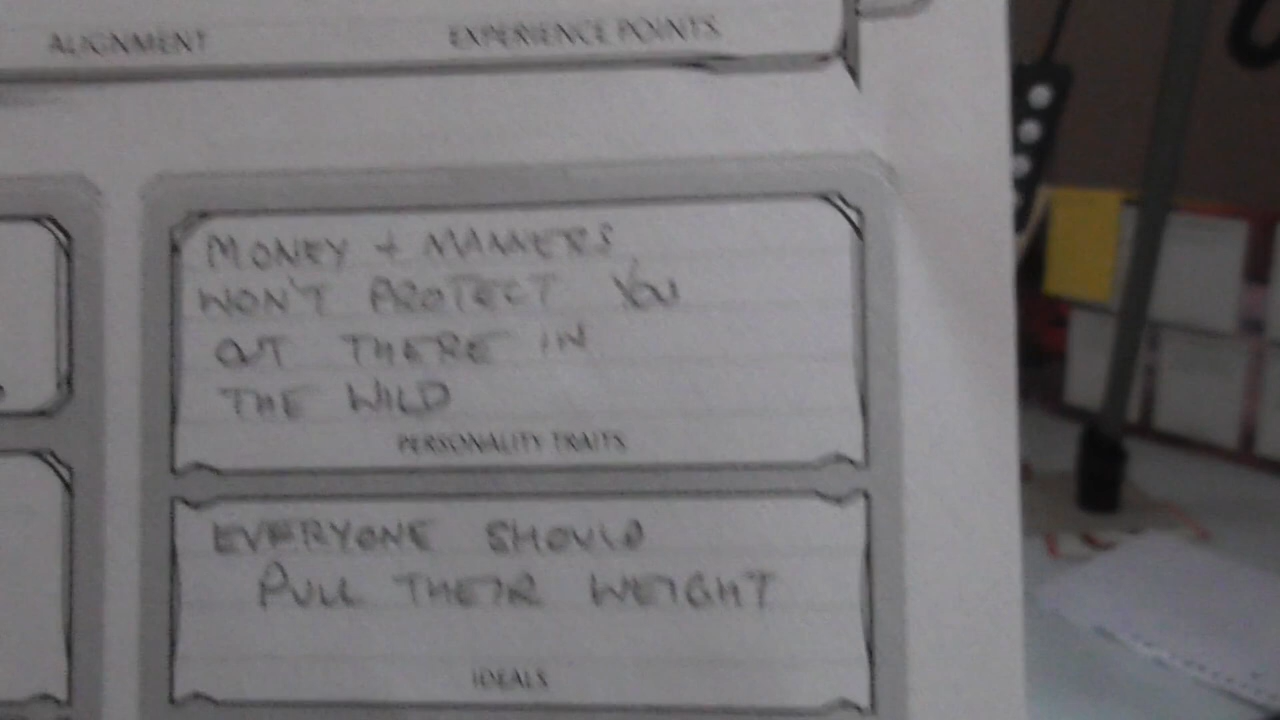 ALIGNMENT EXPERIENCE POINTS
MONEY + MANNERS
WON'T PROTECT YOU
OUT THERE IN
THE WILD
PERSONALITY TRAITS
EVERYONE SHOULD
PULL THEIR WEIGHT
IDEALS